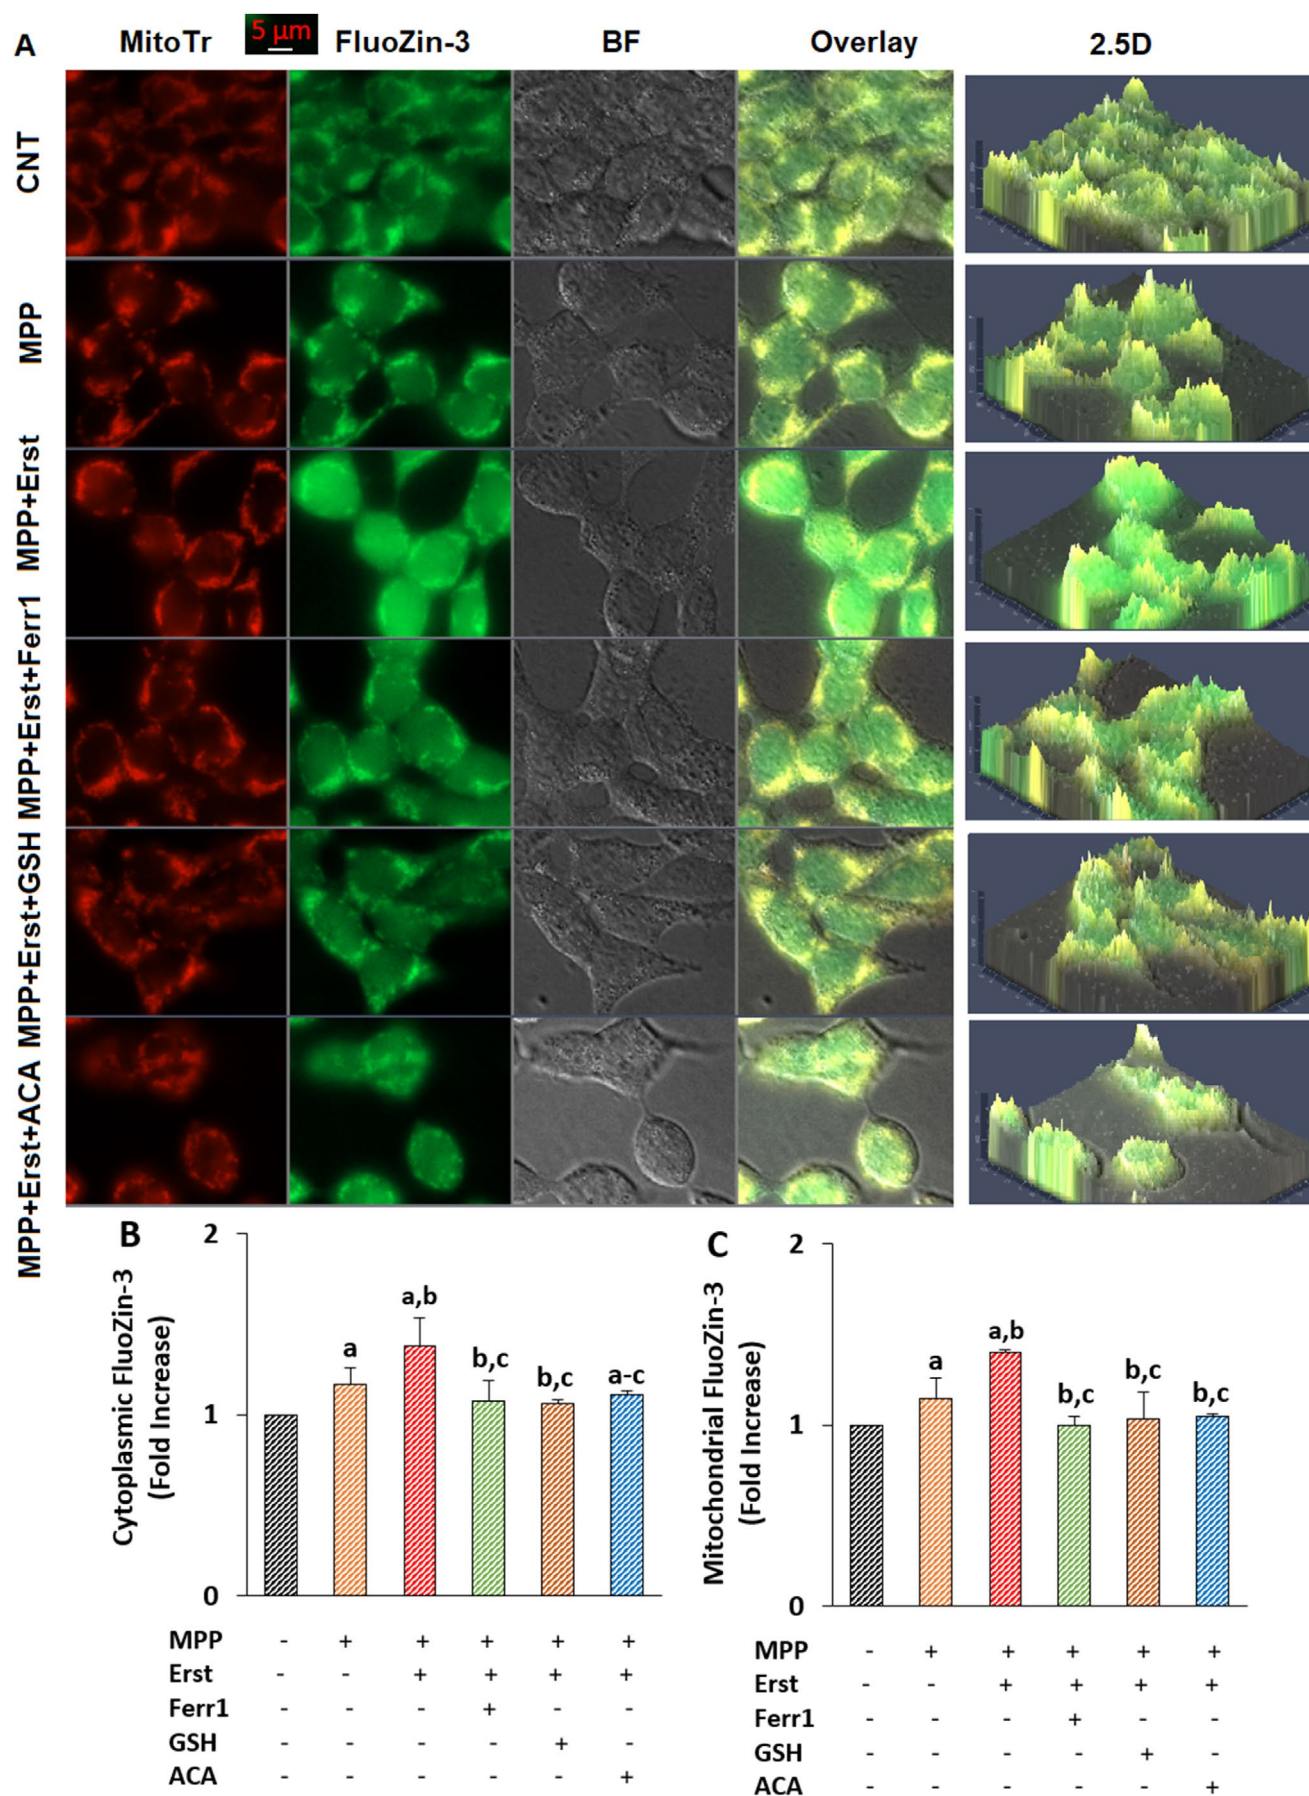 A MitoTr 5 μm FluoZin-3 BF Overlay 2.5D
CNT
MPP
MPP+Erst
MPP+Erst+Ferr1
MPP+Erst+GSH
MPP+Erst+ACA
B
Cytoplasmic FluoZin-3
(Fold Increase)
2
1
0
a
a,b
b,c
b,c
a-c
MPP - + + + + +
Erst - - + + + +
Ferr1 - - - + - -
GSH - - - - + -
ACA - - - - - +
C
Mitochondrial FluoZin-3
(Fold Increase)
2
1
0
a
a,b
b,c
b,c
b,c
MPP - + + + + +
Erst - - + + + +
Ferr1 - - - + - -
GSH - - - - + -
ACA - - - - - +